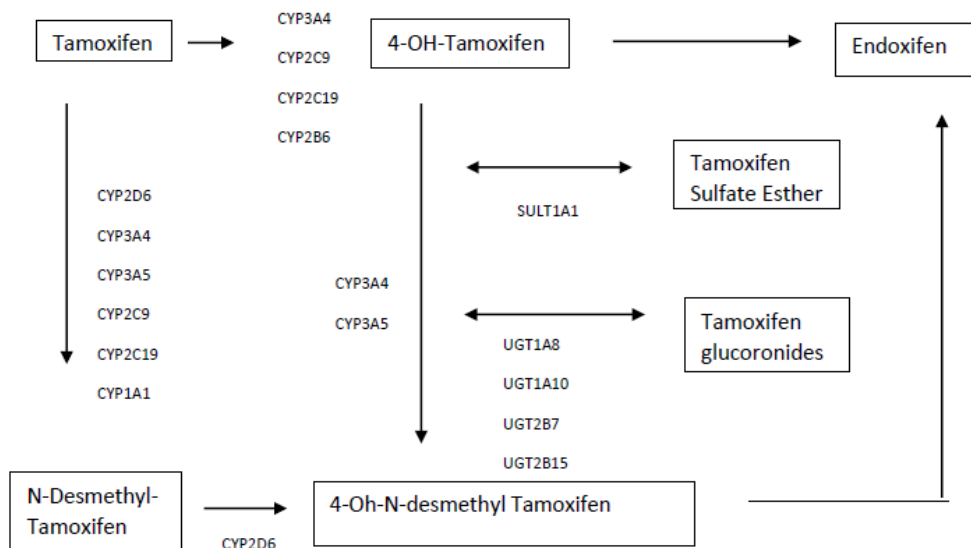 Tamoxifen
CYP3A4
CYP2C9
CYP2C19
CYP2B6
4-OH-Tamoxifen
Endoxifen
CYP2D6
CYP3A4
CYP3A5
CYP2C9
CYP2C19
CYP1A1
Tamoxifen
Sulfate Esther
SULT1A1
CYP3A4
CYP3A5
Tamoxifen
glucoronides
UGT1A8
UGT1A10
UGT2B7
UGT2B15
N-Desmethyl-
Tamoxifen
CYP2D6
4-Oh-N-desmethyl Tamoxifen